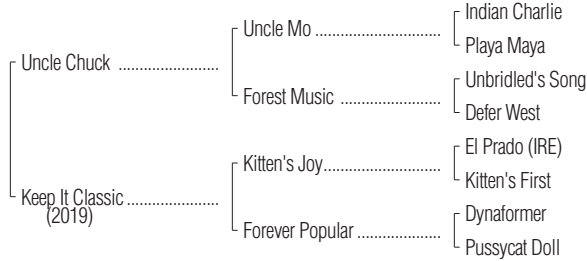 Indian Charlie
Uncle Mo ................................
Playa Maya
Uncle Chuck .........................
Unbridled's Song
Forest Music .........................
Defer West
El Prado (IRE)
Kitten's Joy.............................
Kitten's First
Keep It Classic .......................
(2019)
Dynaformer
Forever Popular .....................
Pussycat Doll